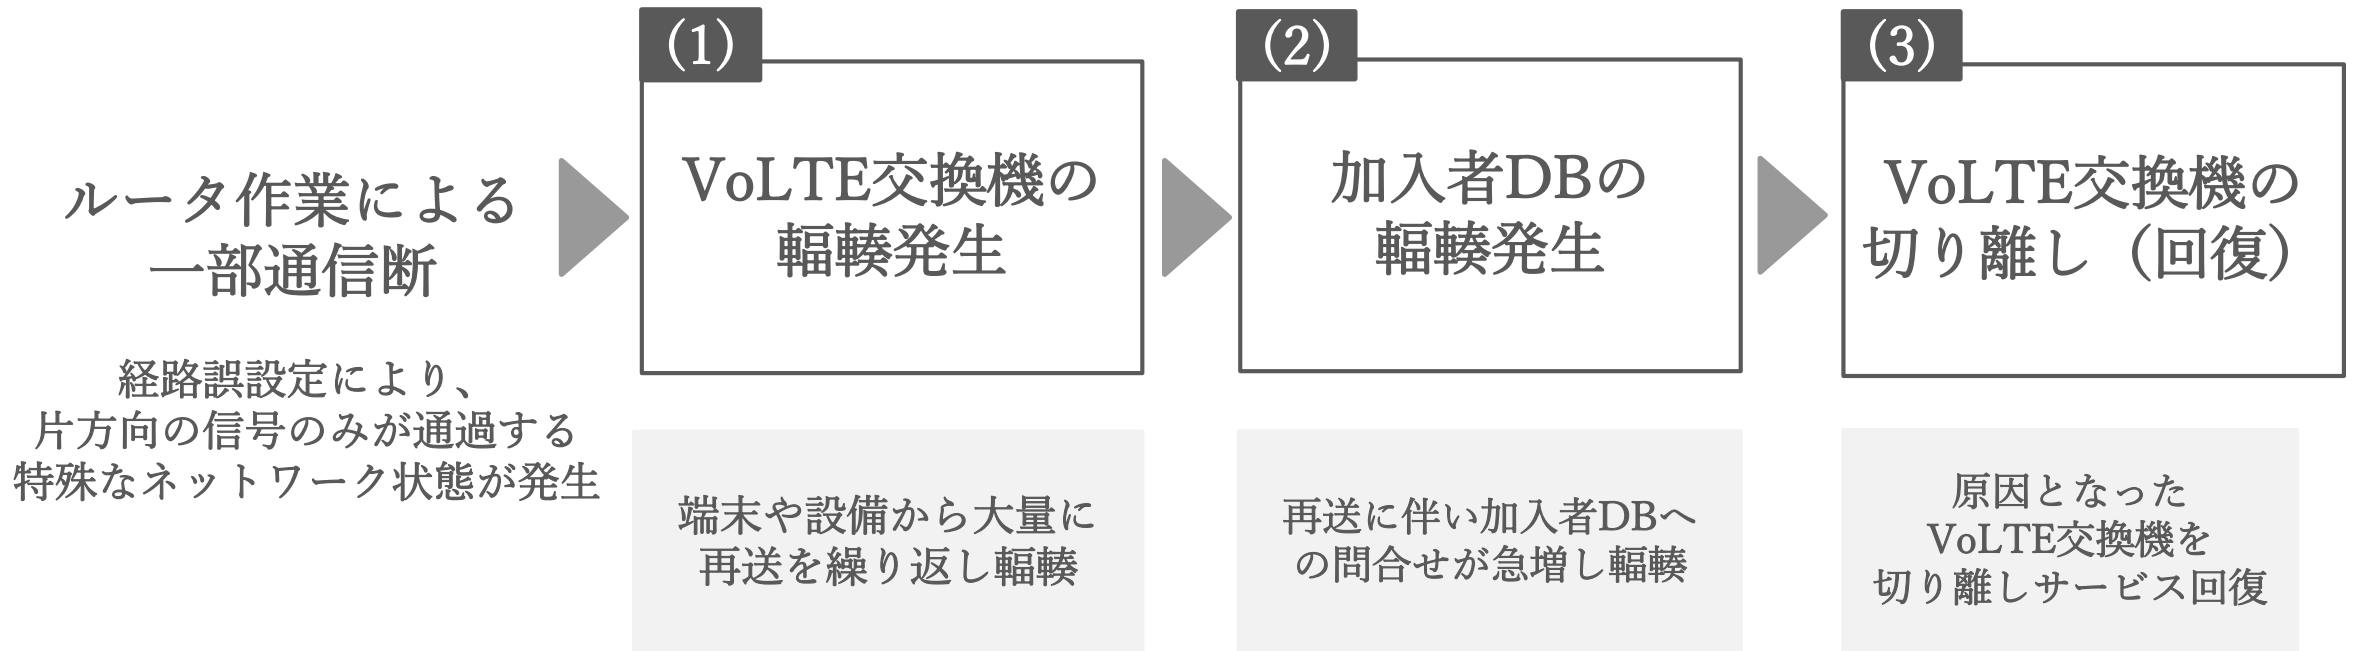 ルータ作業による
一部通信断
経路誤設定により、
片方向の信号のみが通過する
特殊なネットワーク状態が発生
(1)
VoLTE交換機の
輻輳発生
端末や設備から大量に
再送を繰り返し輻輳
(2)
加入者DBの
輻輳発生
再送に伴い加入者DBへ
の問合せが急増し輻輳
(3)
VoLTE交換機の
切り離し（回復）
原因となった
VoLTE交換機を
切り離しサービス回復